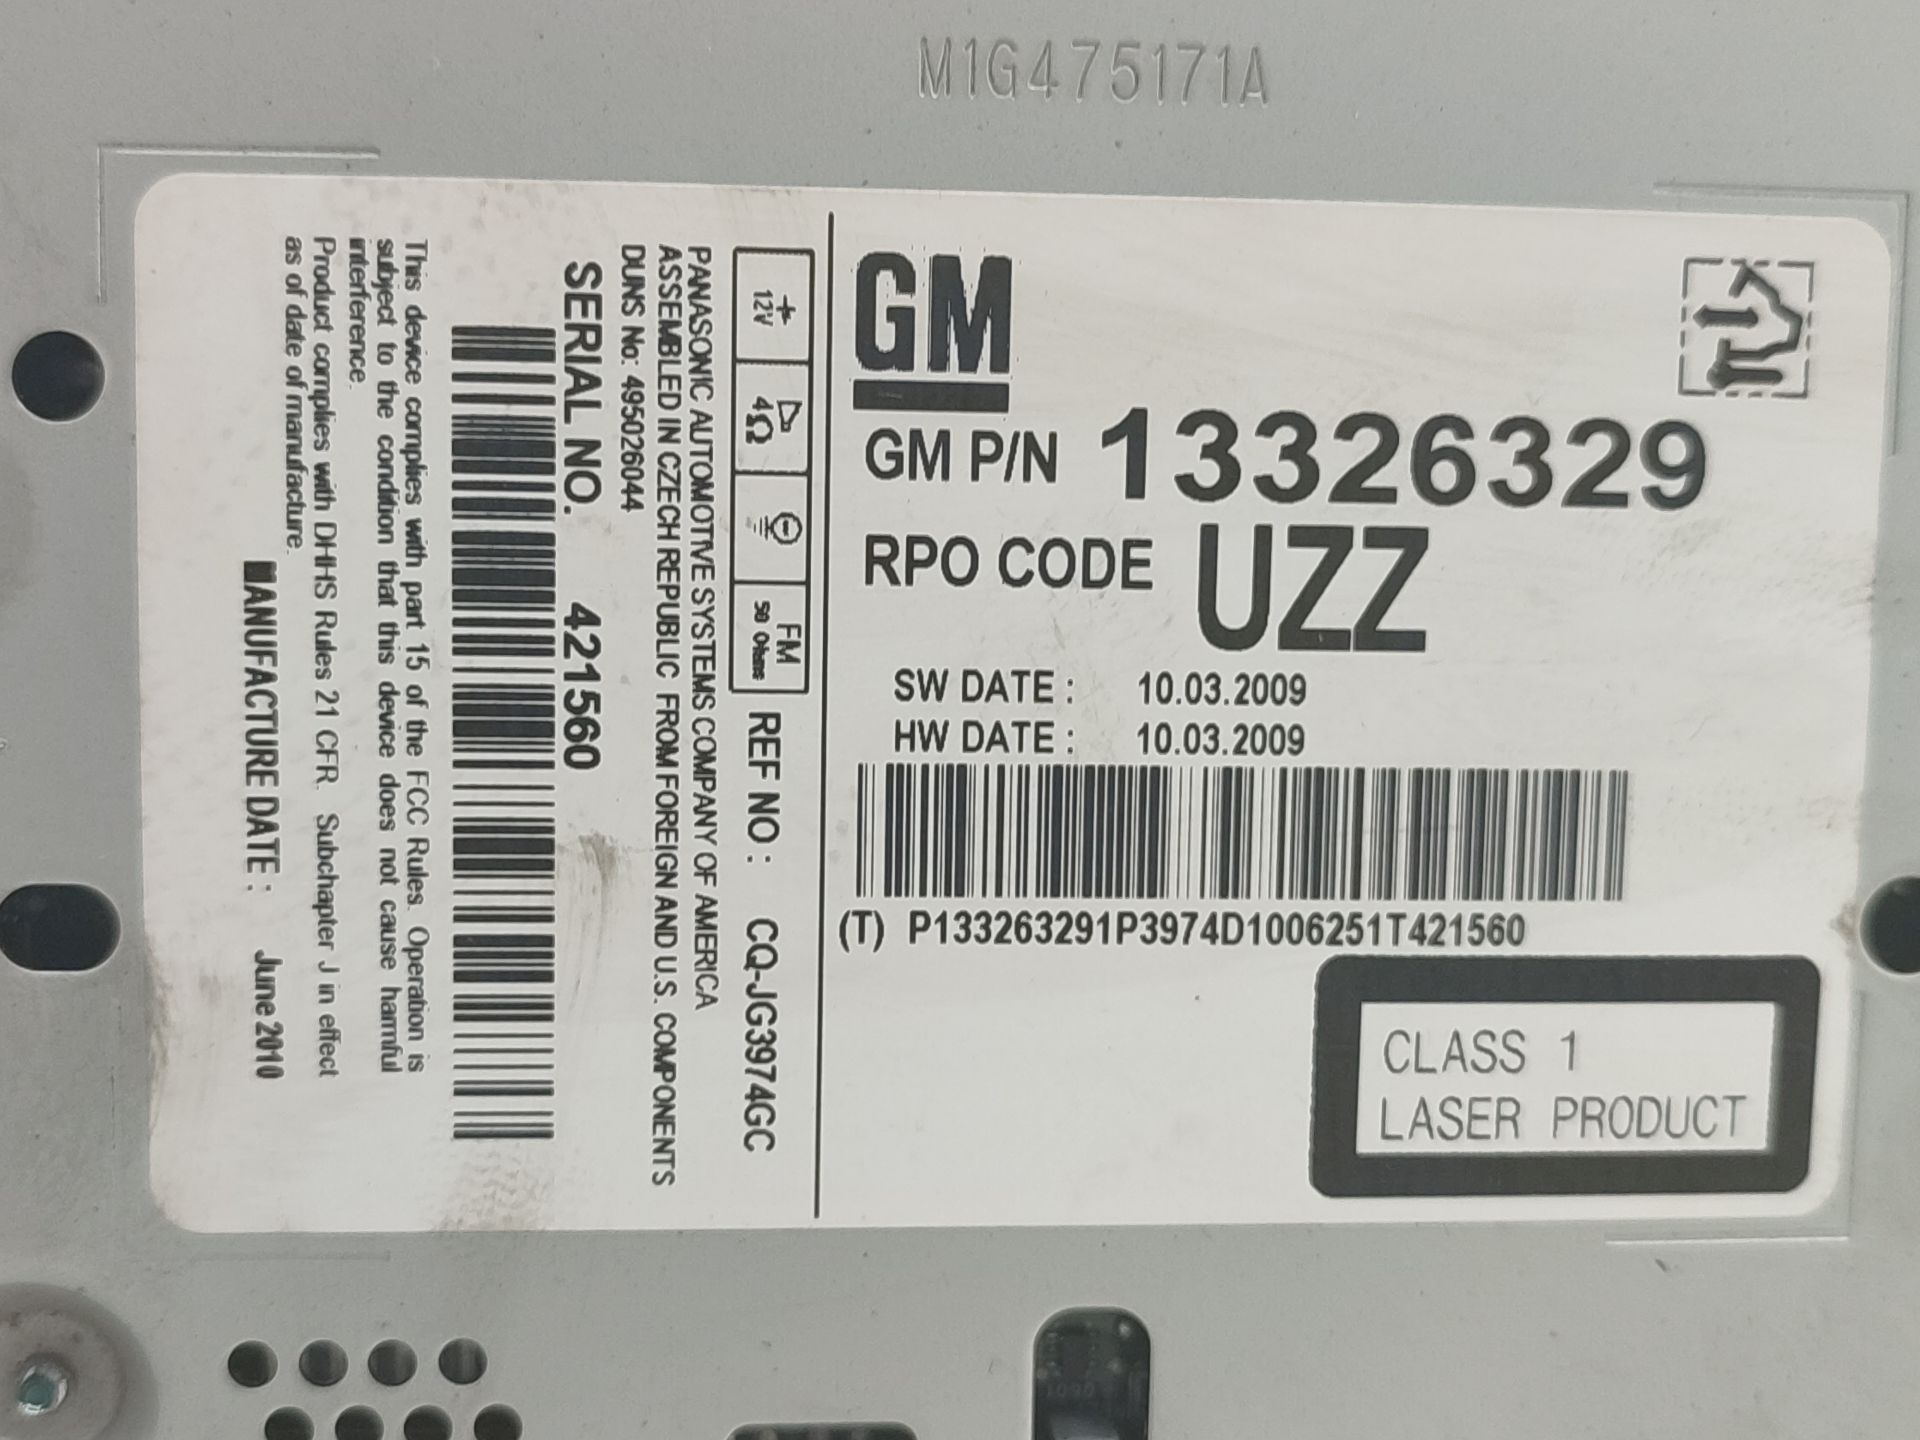 M1G475171A
GM
GM P/N 13326329
RPO CODE UZZ
SW DATE : 10.03.2009
HW DATE : 10.03.2009
(T) P133263291P3974D1006251T421560
CLASS 1
LASER PRODUCT
+ 12V
4Ω
FM 50 Ohms
REF NO : CQ-JG3974GC
PANASONIC AUTOMOTIVE SYSTEMS COMPANY OF AMERICA
ASSEMBLED IN CZECH REPUBLIC FROM FOREIGN AND U.S. COMPONENTS
DUNS No: 495026044
SERIAL NO. 421560
This device complies with part 15 of the FCC Rules. Operation is
subject to the condition that this device does not cause harmful
interference.
Product complies with DHHS Rules 21 CFR. Subchapter J in effect
as of date of manufacture.
MANUFACTURE DATE : June 2010